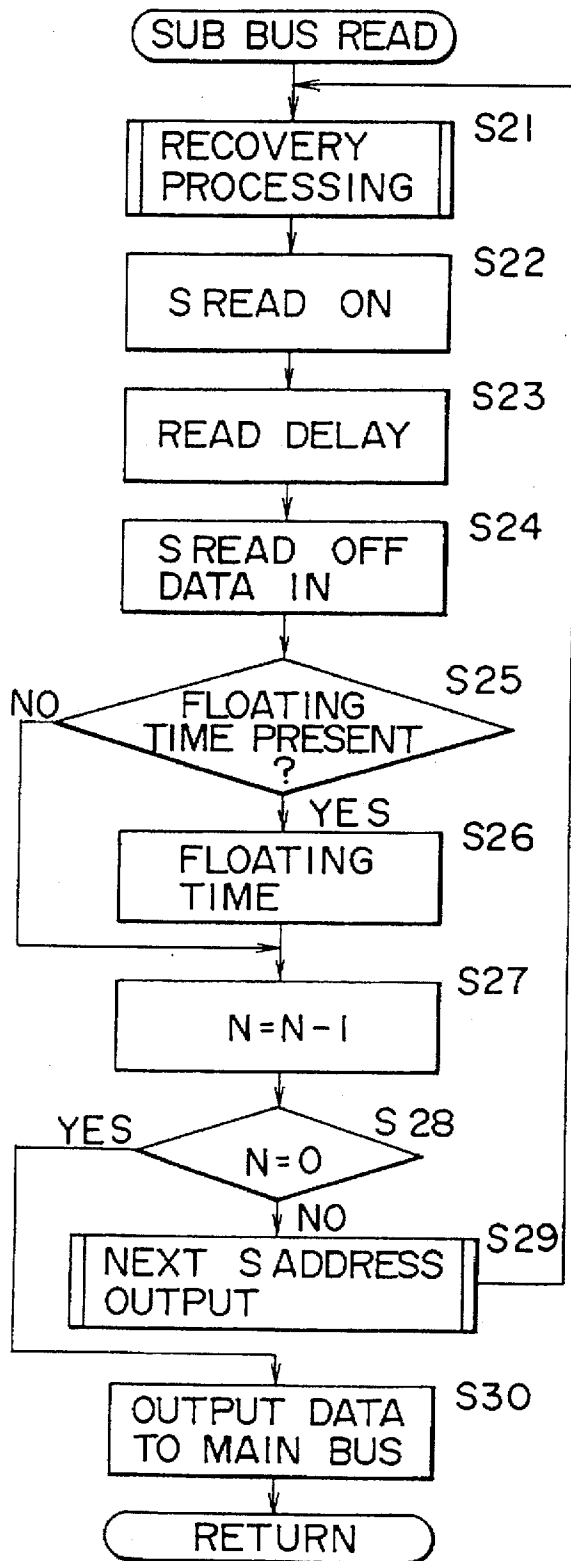 SUB BUS READ
S21
RECOVERY
PROCESSING
S22
S READ ON
S23
READ DELAY
S24
S READ OFF
DATA IN
S25
NO
FLOATING
TIME PRESENT
?
YES
S26
FLOATING
TIME
S27
N=N-1
S28
YES
N=0
NO
S29
NEXT S ADDRESS
OUTPUT
S30
OUTPUT DATA
TO MAIN BUS
RETURN